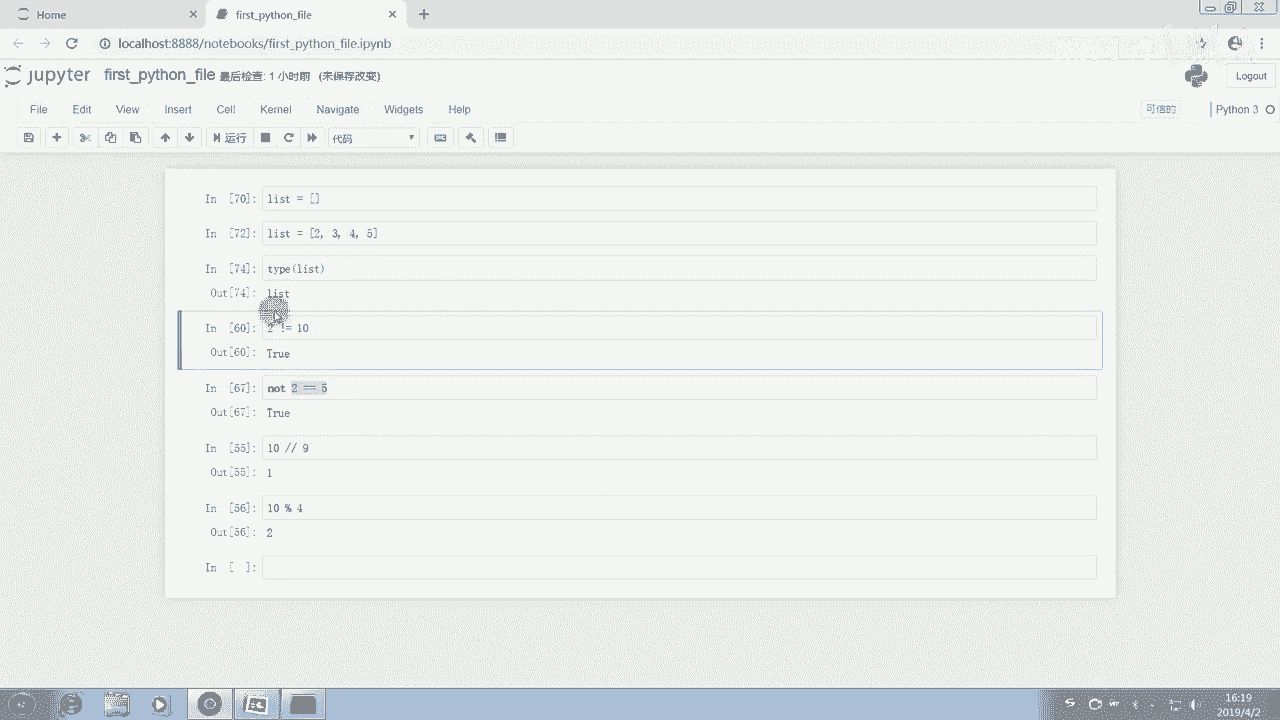 Home
first_python_file
localhost:8888/notebooks/first_python_file.ipynb
jupyter first_python_file 最后检查: 1 小时前 (未保存改变)
Logout
File Edit View Insert Cell Kernel Navigate Widgets Help
可信的
Python 3
运行
代码
In [70]: list = []
In [72]: list = [2, 3, 4, 5]
In [74]: type(list)
Out[74]: list
In [60]: 2 != 10
Out[60]: True
In [67]: not 2 == 5
Out[67]: True
In [55]: 10 // 9
Out[55]: 1
In [56]: 10 % 4
Out[56]: 2
In [ ]:
16:19
2019/4/2